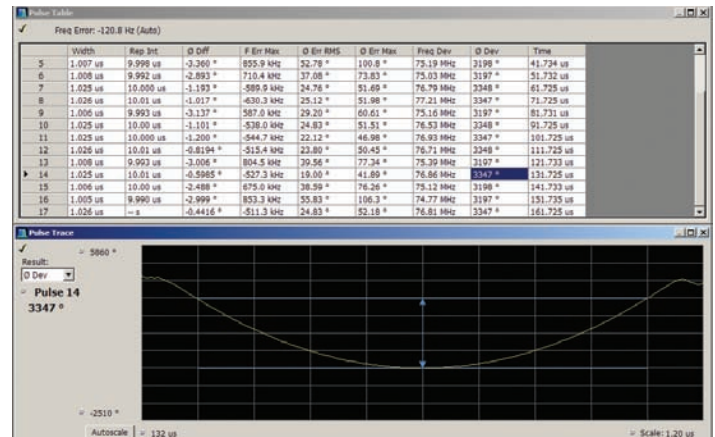 Pulse Table
Freq Error: -120.8 Hz (Auto)
Width Rep Int Ø Diff F Err Max Ø Err RMS Ø Err Max Freq Dev Ø Dev Time
5 1.007 us 9.998 us -3.360 ° 855.9 kHz 52.78 ° 100.8 ° 75.19 MHz 3198 ° 41.734 us
6 1.008 us 9.992 us -2.893 ° 710.4 kHz 37.08 ° 73.83 ° 75.03 MHz 3197 ° 51.732 us
7 1.025 us 10.000 us -1.193 ° -589.9 kHz 24.76 ° 51.69 ° 76.79 MHz 3348 ° 61.725 us
8 1.026 us 10.01 us -1.017 ° -630.3 kHz 25.12 ° 51.98 ° 77.21 MHz 3347 ° 71.725 us
9 1.006 us 9.993 us -3.137 ° 587.0 kHz 29.20 ° 60.61 ° 75.16 MHz 3198 ° 81.731 us
10 1.025 us 10.00 us -1.101 ° -538.0 kHz 24.83 ° 51.51 ° 76.53 MHz 3348 ° 91.725 us
11 1.025 us 10.000 us -1.200 ° -544.7 kHz 22.12 ° 46.98 ° 76.93 MHz 3347 ° 101.725 us
12 1.026 us 10.01 us -0.8194 ° -515.4 kHz 23.80 ° 50.45 ° 76.71 MHz 3348 ° 111.725 us
13 1.008 us 9.993 us -3.006 ° 804.5 kHz 39.56 ° 77.34 ° 75.39 MHz 3197 ° 121.733 us
14 1.025 us 10.01 us -0.5985 ° -527.3 kHz 19.00 ° 41.89 ° 76.86 MHz 3347 ° 131.725 us
15 1.006 us 10.00 us -2.488 ° 675.0 kHz 38.59 ° 76.26 ° 75.12 MHz 3198 ° 141.733 us
16 1.005 us 9.990 us -2.999 ° 853.3 kHz 55.83 ° 106.3 ° 74.77 MHz 3197 ° 151.735 us
17 1.026 us -- s -0.4416 ° -511.3 kHz 24.83 ° 52.18 ° 76.81 MHz 3347 ° 161.725 us
Pulse Trace
5860 °
Result:
Ø Dev
Pulse 14
3347 °
-2510 °
Autoscale 132 us Scale: 1.20 us